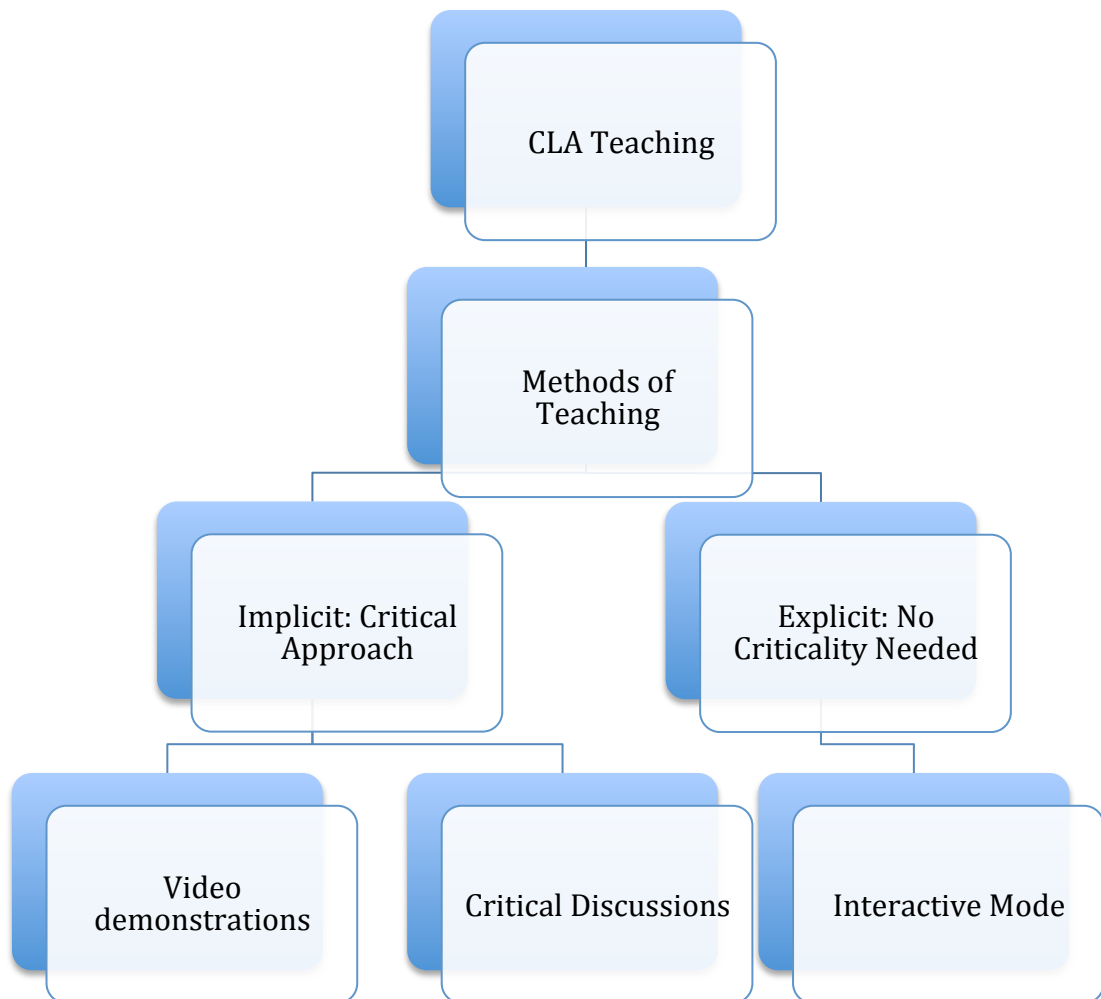 CLA Teaching
Methods of
Teaching
Implicit: Critical
Approach
Explicit: No
Criticality Needed
Video
demonstrations
Critical Discussions
Interactive Mode